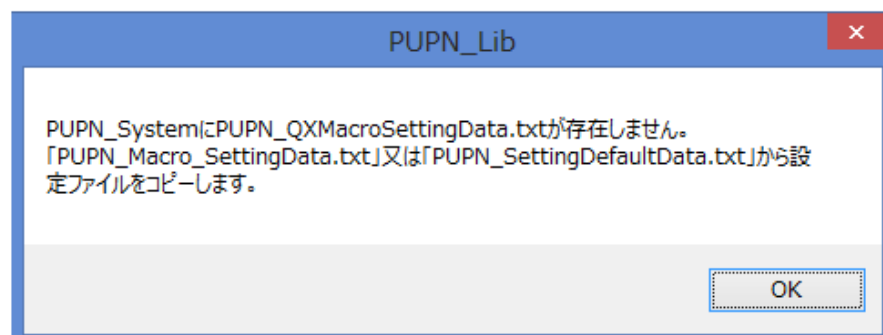 PUPN_Lib
PUPN_SystemにPUPN_QXMacroSettingData.txtが存在しません。
「PUPN_Macro_SettingData.txt」又は「PUPN_SettingDefaultData.txt」から設
定ファイルをコピーします。
OK